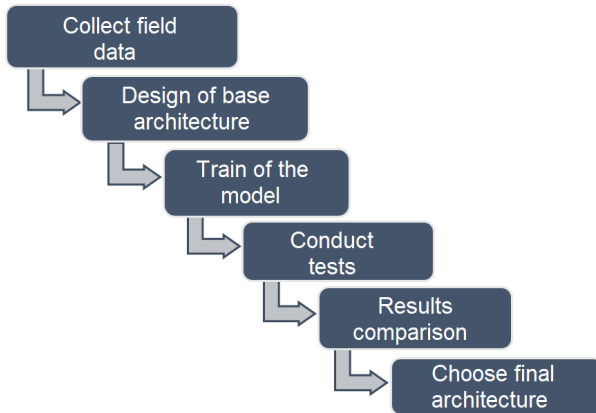 Collect field
data
Design of base
architecture
Train of the
model
Conduct
tests
Results
comparison
Choose final
architecture